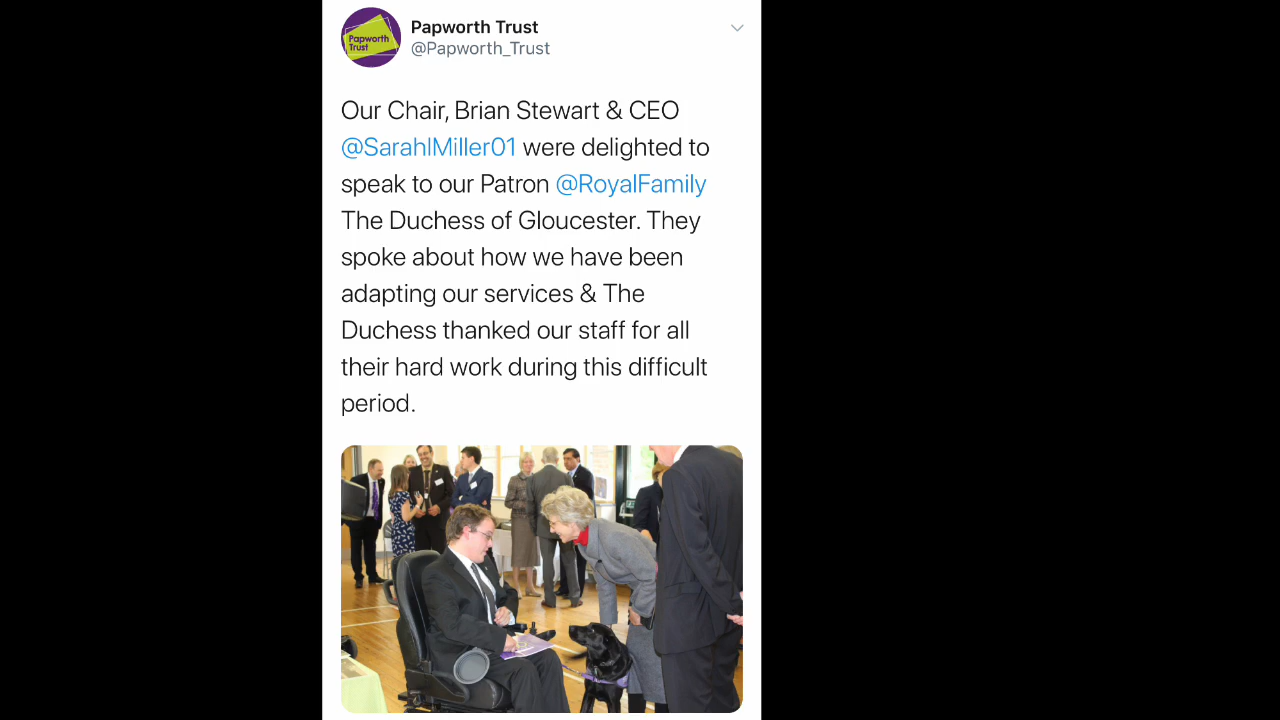 Papworth
Trust
Papworth Trust
@Papworth_Trust
Our Chair, Brian Stewart & CEO
@SarahlMiller01 were delighted to
speak to our Patron @RoyalFamily
The Duchess of Gloucester. They
spoke about how we have been
adapting our services & The
Duchess thanked our staff for all
their hard work during this difficult
period.